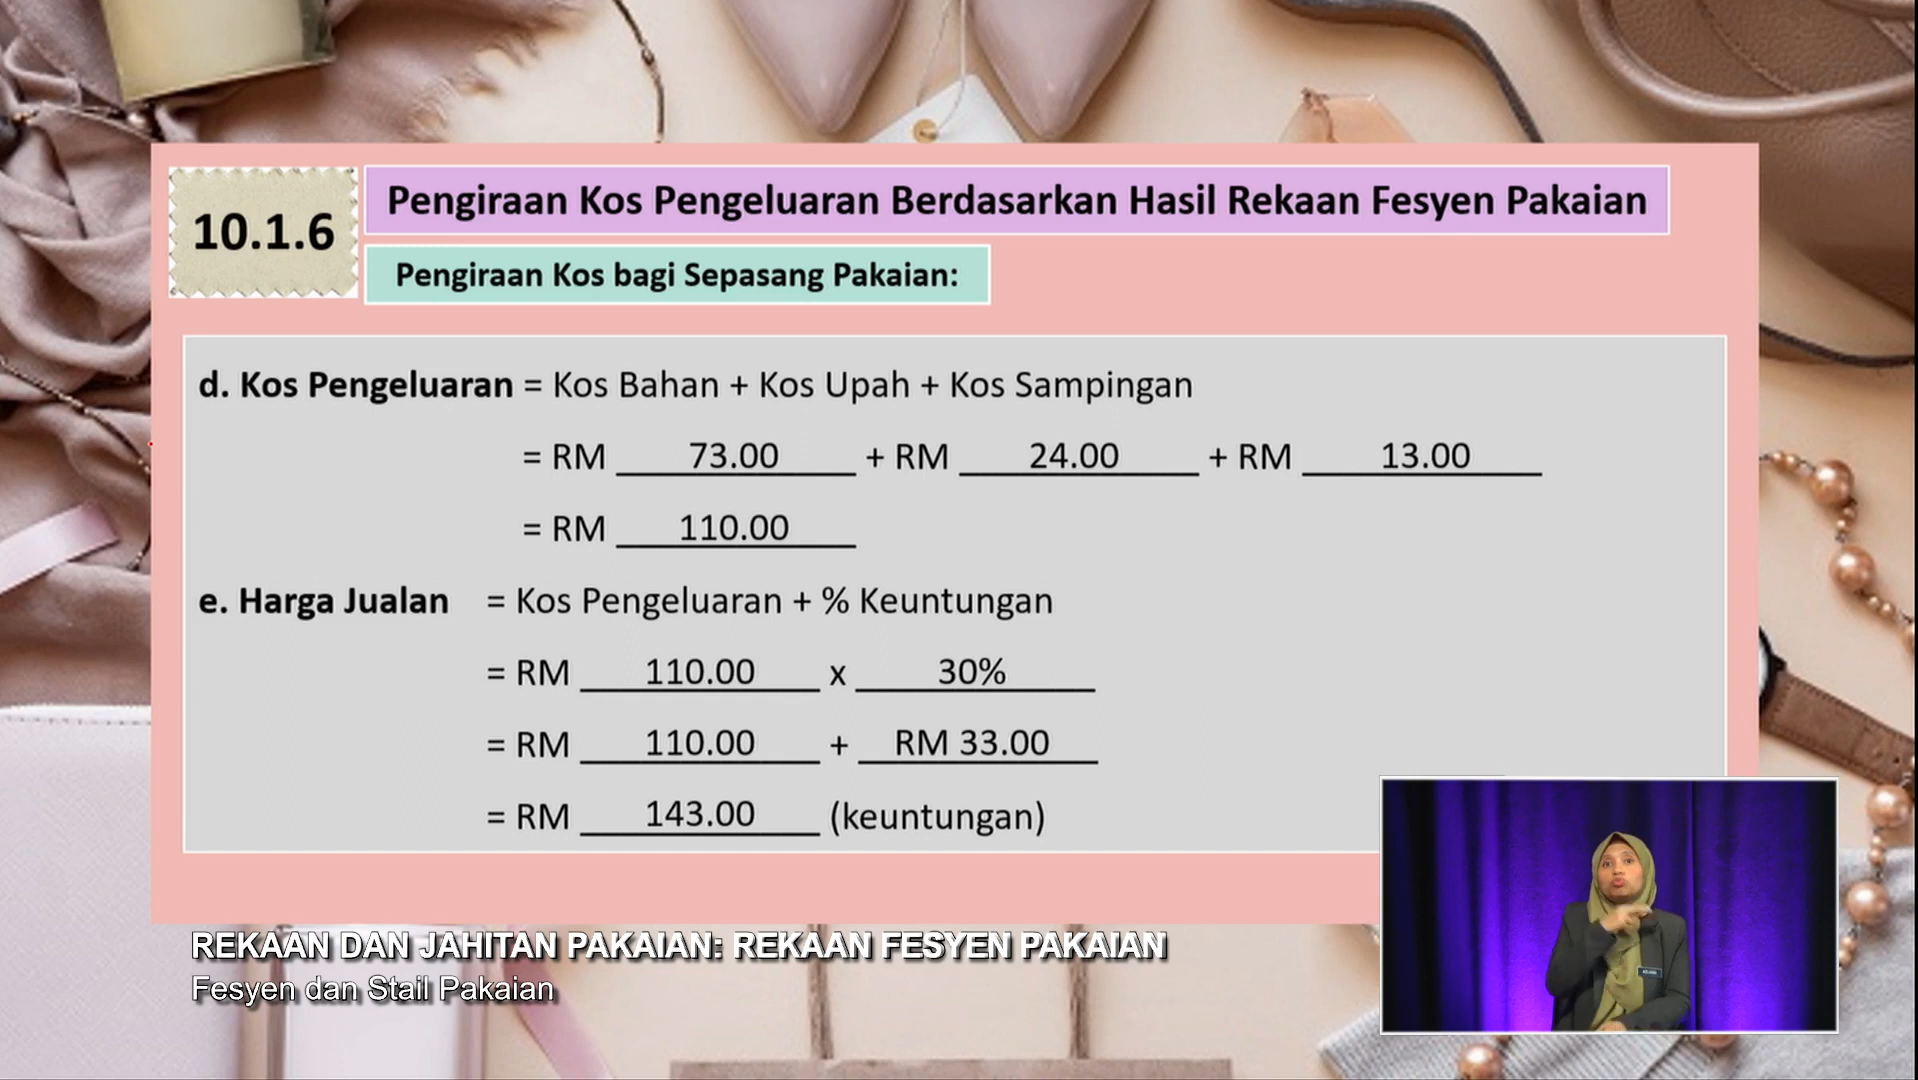 10.1.6
Pengiraan Kos Pengeluaran Berdasarkan Hasil Rekaan Fesyen Pakaian
Pengiraan Kos bagi Sepasang Pakaian:
d. Kos Pengeluaran = Kos Bahan + Kos Upah + Kos Sampingan
= RM 73.00 + RM 24.00 + RM 13.00
= RM 110.00
e. Harga Jualan = Kos Pengeluaran + % Keuntungan
= RM 110.00 x 30%
= RM 110.00 + RM 33.00
= RM 143.00 (keuntungan)
REKAAN DAN JAHITAN PAKAIAN: REKAAN FESYEN PAKAIAN
Fesyen dan Stail Pakaian